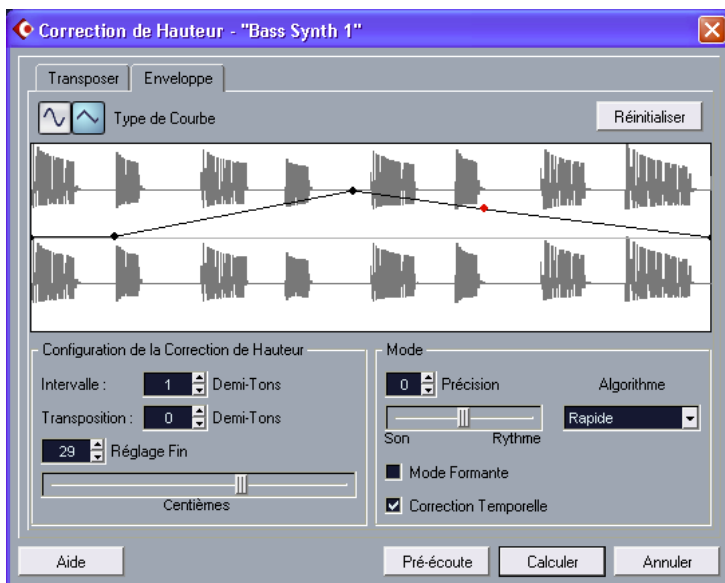 Correction de Hauteur - "Bass Synth 1"
Transposer Enveloppe
Type de Courbe Réinitialiser
Configuration de la Correction de Hauteur
Intervalle : 1 Demi-Tons
Transposition : 0 Demi-Tons
29 Réglage Fin
Centièmes
Mode
0 Précision Algorithme
Rapide
Son Rythme
Mode Formante
Correction Temporelle
Aide Pré-écoute Calculer Annuler